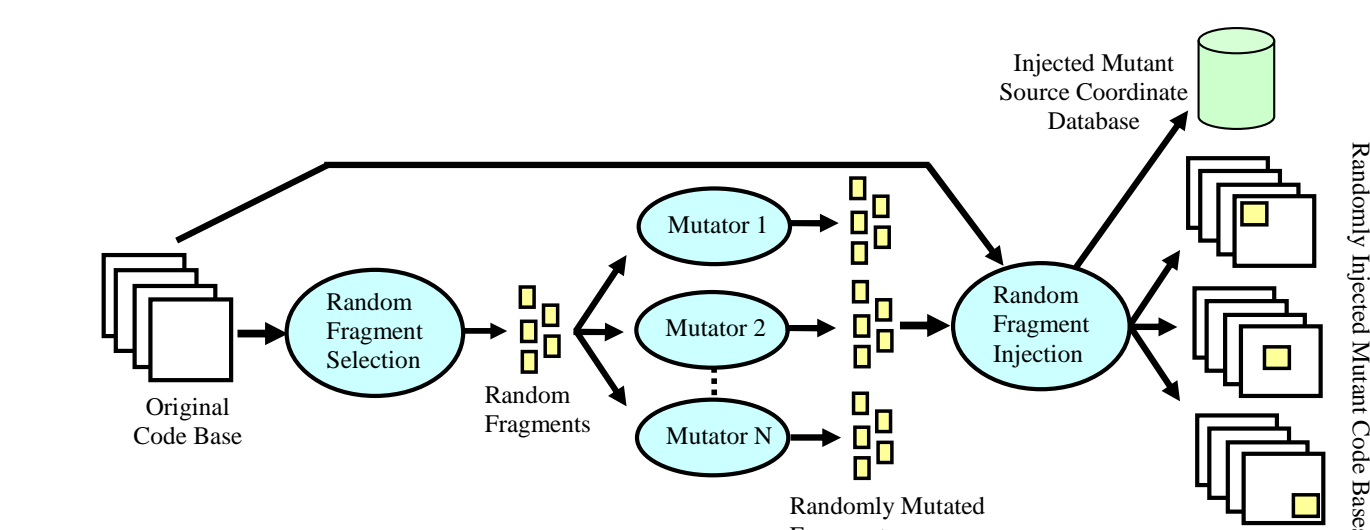 Injected Mutant
Source Coordinate
Database
Original
Code Base
Random
Fragment
Selection
Random
Fragments
Mutator 1
Mutator 2
Mutator N
Randomly Mutated
Random
Fragment
Injection
Randomly Injected Mutant Code Base